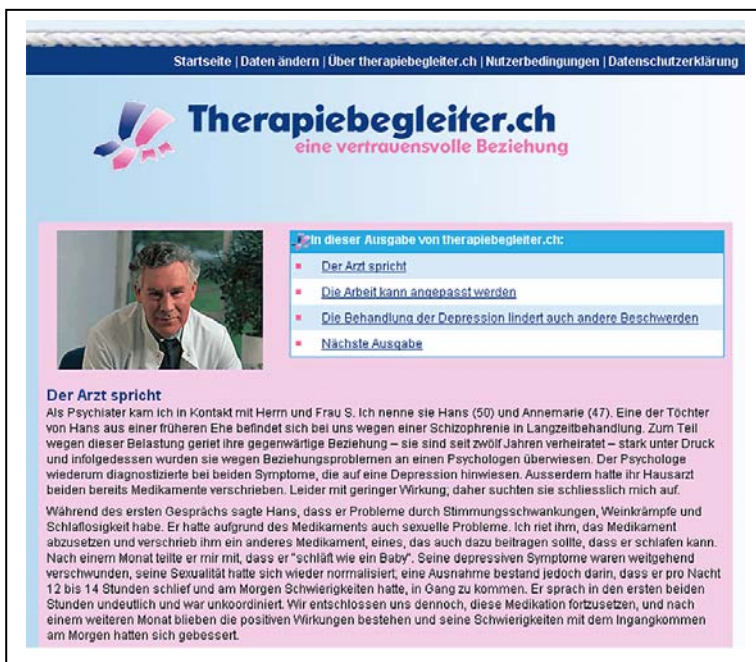 Startseite | Daten ändern | Über therapiebegleiter.ch | Nutzerbedingungen | Datenschutzerklärung
Therapiebegleiter.ch
eine vertrauensvolle Beziehung
In dieser Ausgabe von therapiebegleiter.ch:
Der Arzt spricht
Die Arbeit kann angepasst werden
Die Behandlung der Depression lindert auch andere Beschwerden
Nächste Ausgabe
Der Arzt spricht
Als Psychiater kam ich in Kontakt mit Herrn und Frau S. Ich nenne sie Hans (50) und Annemarie (47). Eine der Töchter
von Hans aus einer früheren Ehe befindet sich bei uns wegen einer Schizophrenie in Langzeitbehandlung. Zum Teil
wegen dieser Belastung geriet ihre gegenwärtige Beziehung – sie sind seit zwölf Jahren verheiratet – stark unter Druck
und infolgedessen wurden sie wegen Beziehungsproblemen an einen Psychologen überwiesen. Der Psychologe
wiederum diagnostizierte bei beiden Symptome, die auf eine Depression hinwiesen. Ausserdem hatte ihr Hausarzt
beiden bereits Medikamente verschrieben. Leider mit geringer Wirkung; daher suchten sie schliesslich mich auf.
Während des ersten Gesprächs sagte Hans, dass er Probleme durch Stimmungsschwankungen, Weinkrämpfe und
Schlaflosigkeit habe. Er hatte aufgrund des Medikaments auch sexuelle Probleme. Ich riet ihm, das Medikament
abzusetzen und verschrieb ihm ein anderes Medikament, eines, das auch dazu beitragen sollte, dass er schlafen kann.
Nach einem Monat teilte er mir mit, dass er "schläft wie ein Baby". Seine depressiven Symptome waren weitgehend
verschwunden, seine Sexualität hatte sich wieder normalisiert; eine Ausnahme bestand jedoch darin, dass er pro Nacht
12 bis 14 Stunden schlief und am Morgen Schwierigkeiten hatte, in Gang zu kommen. Er sprach in den ersten beiden
Stunden undeutlich und war unkoordiniert. Wir entschlossen uns dennoch, diese Medikation fortzusetzen, und nach
einem weiteren Monat blieben die positiven Wirkungen bestehen und seine Schwierigkeiten mit dem Ingangkommen
am Morgen hatten sich gebessert.